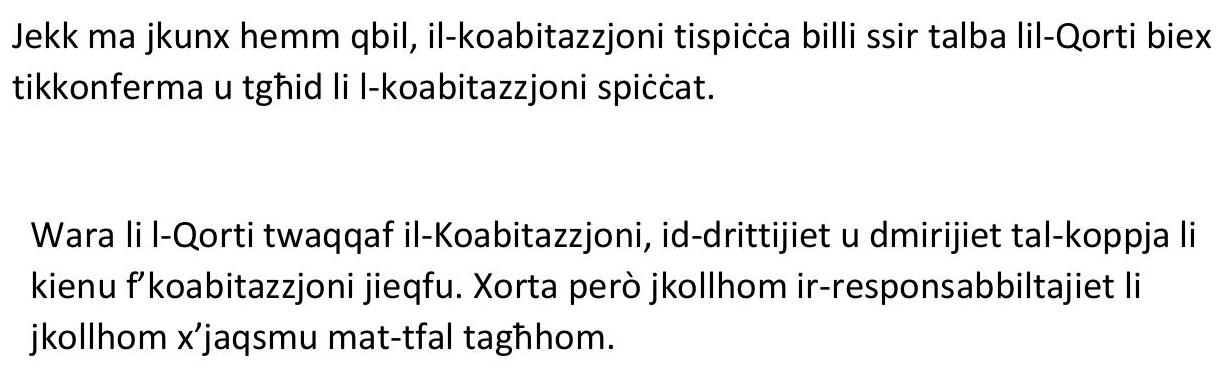 Jekk ma jkunx hemm qbil, il-koabitazzjoni tispiċċa billi ssir talba lil-Qorti biex
tikkonferma u tgħid li l-koabitazzjoni spiċċat.
Wara li l-Qorti twaqqaf il-Koabitazzjoni, id-drittijiet u dmirijiet tal-koppja li
kienu f’koabitazzjoni jieqfu. Xorta però jkollhom ir-responsabbiltajiet li
jkollhom x’jaqsmu mat-tfal tagħhom.